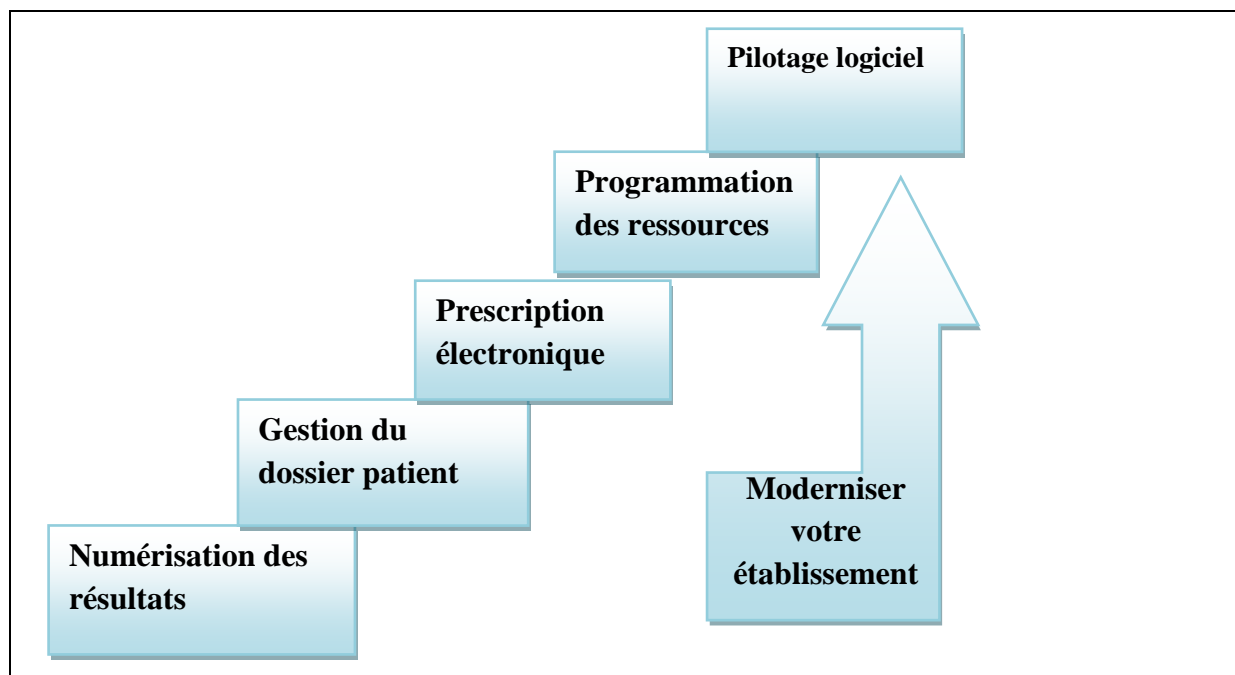 Pilotage logiciel
Programmation
des ressources
Prescription
électronique
Gestion du
dossier patient
Numérisation des
résultats
Moderniser
votre
établissement